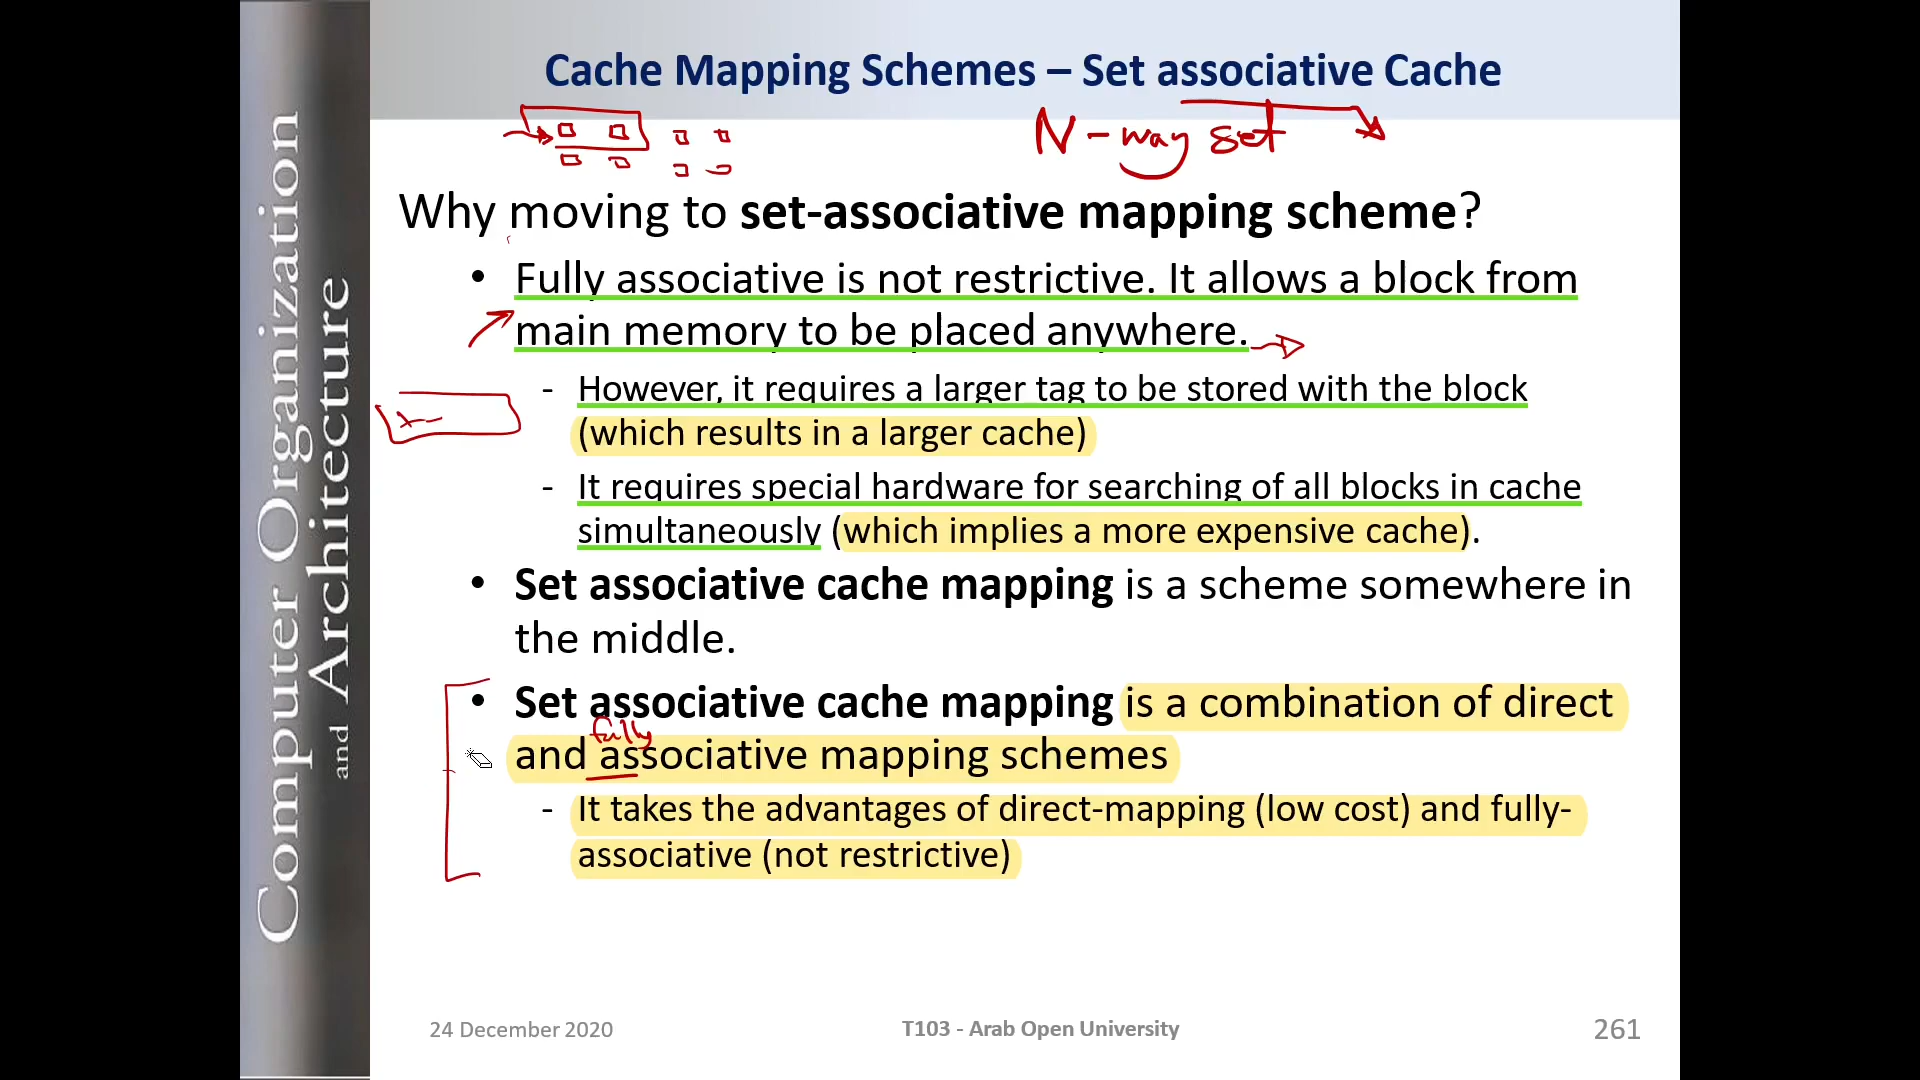 Computer Organization
and Architecture
Cache Mapping Schemes – Set associative Cache
N-way set
Why moving to set-associative mapping scheme?
• Fully associative is not restrictive. It allows a block from
main memory to be placed anywhere.
- However, it requires a larger tag to be stored with the block
(which results in a larger cache)
- It requires special hardware for searching of all blocks in cache
simultaneously (which implies a more expensive cache).
• Set associative cache mapping is a scheme somewhere in
the middle.
• Set associative cache mapping is a combination of direct
fully
and associative mapping schemes
- It takes the advantages of direct-mapping (low cost) and fully-
associative (not restrictive)
24 December 2020
T103 - Arab Open University
261